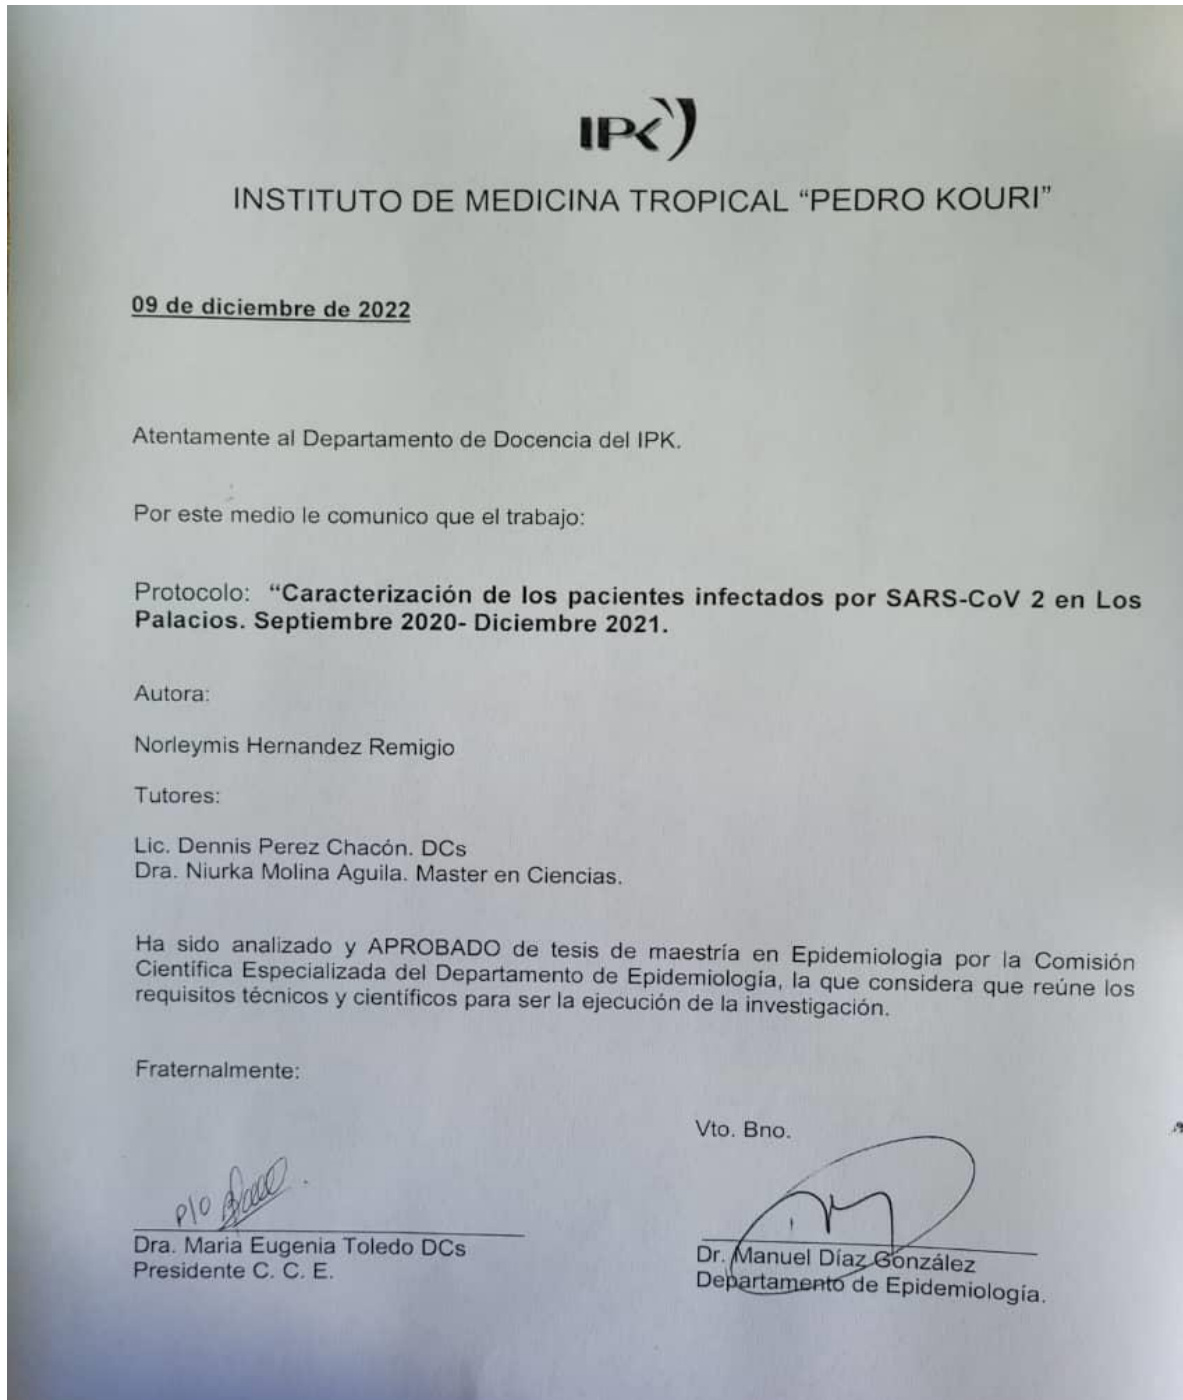 IPK
INSTITUTO DE MEDICINA TROPICAL “PEDRO KOURI”
09 de diciembre de 2022
Atentamente al Departamento de Docencia del IPK.
Por este medio le comunico que el trabajo:
Protocolo: “Caracterización de los pacientes infectados por SARS-CoV 2 en Los
Palacios. Septiembre 2020- Diciembre 2021.
Autora:
Norleymis Hernandez Remigio
Tutores:
Lic. Dennis Perez Chacón. DCs
Dra. Niurka Molina Aguila. Master en Ciencias.
Ha sido analizado y APROBADO de tesis de maestría en Epidemiologia por la Comisión
Científica Especializada del Departamento de Epidemiología, la que considera que reúne los
requisitos técnicos y científicos para ser la ejecución de la investigación.
Fraternalmente:
Vto. Bno.
P/O
Dra. Maria Eugenia Toledo DCs
Presidente C. C. E.
Dr. Manuel Díaz González
Departamento de Epidemiología.